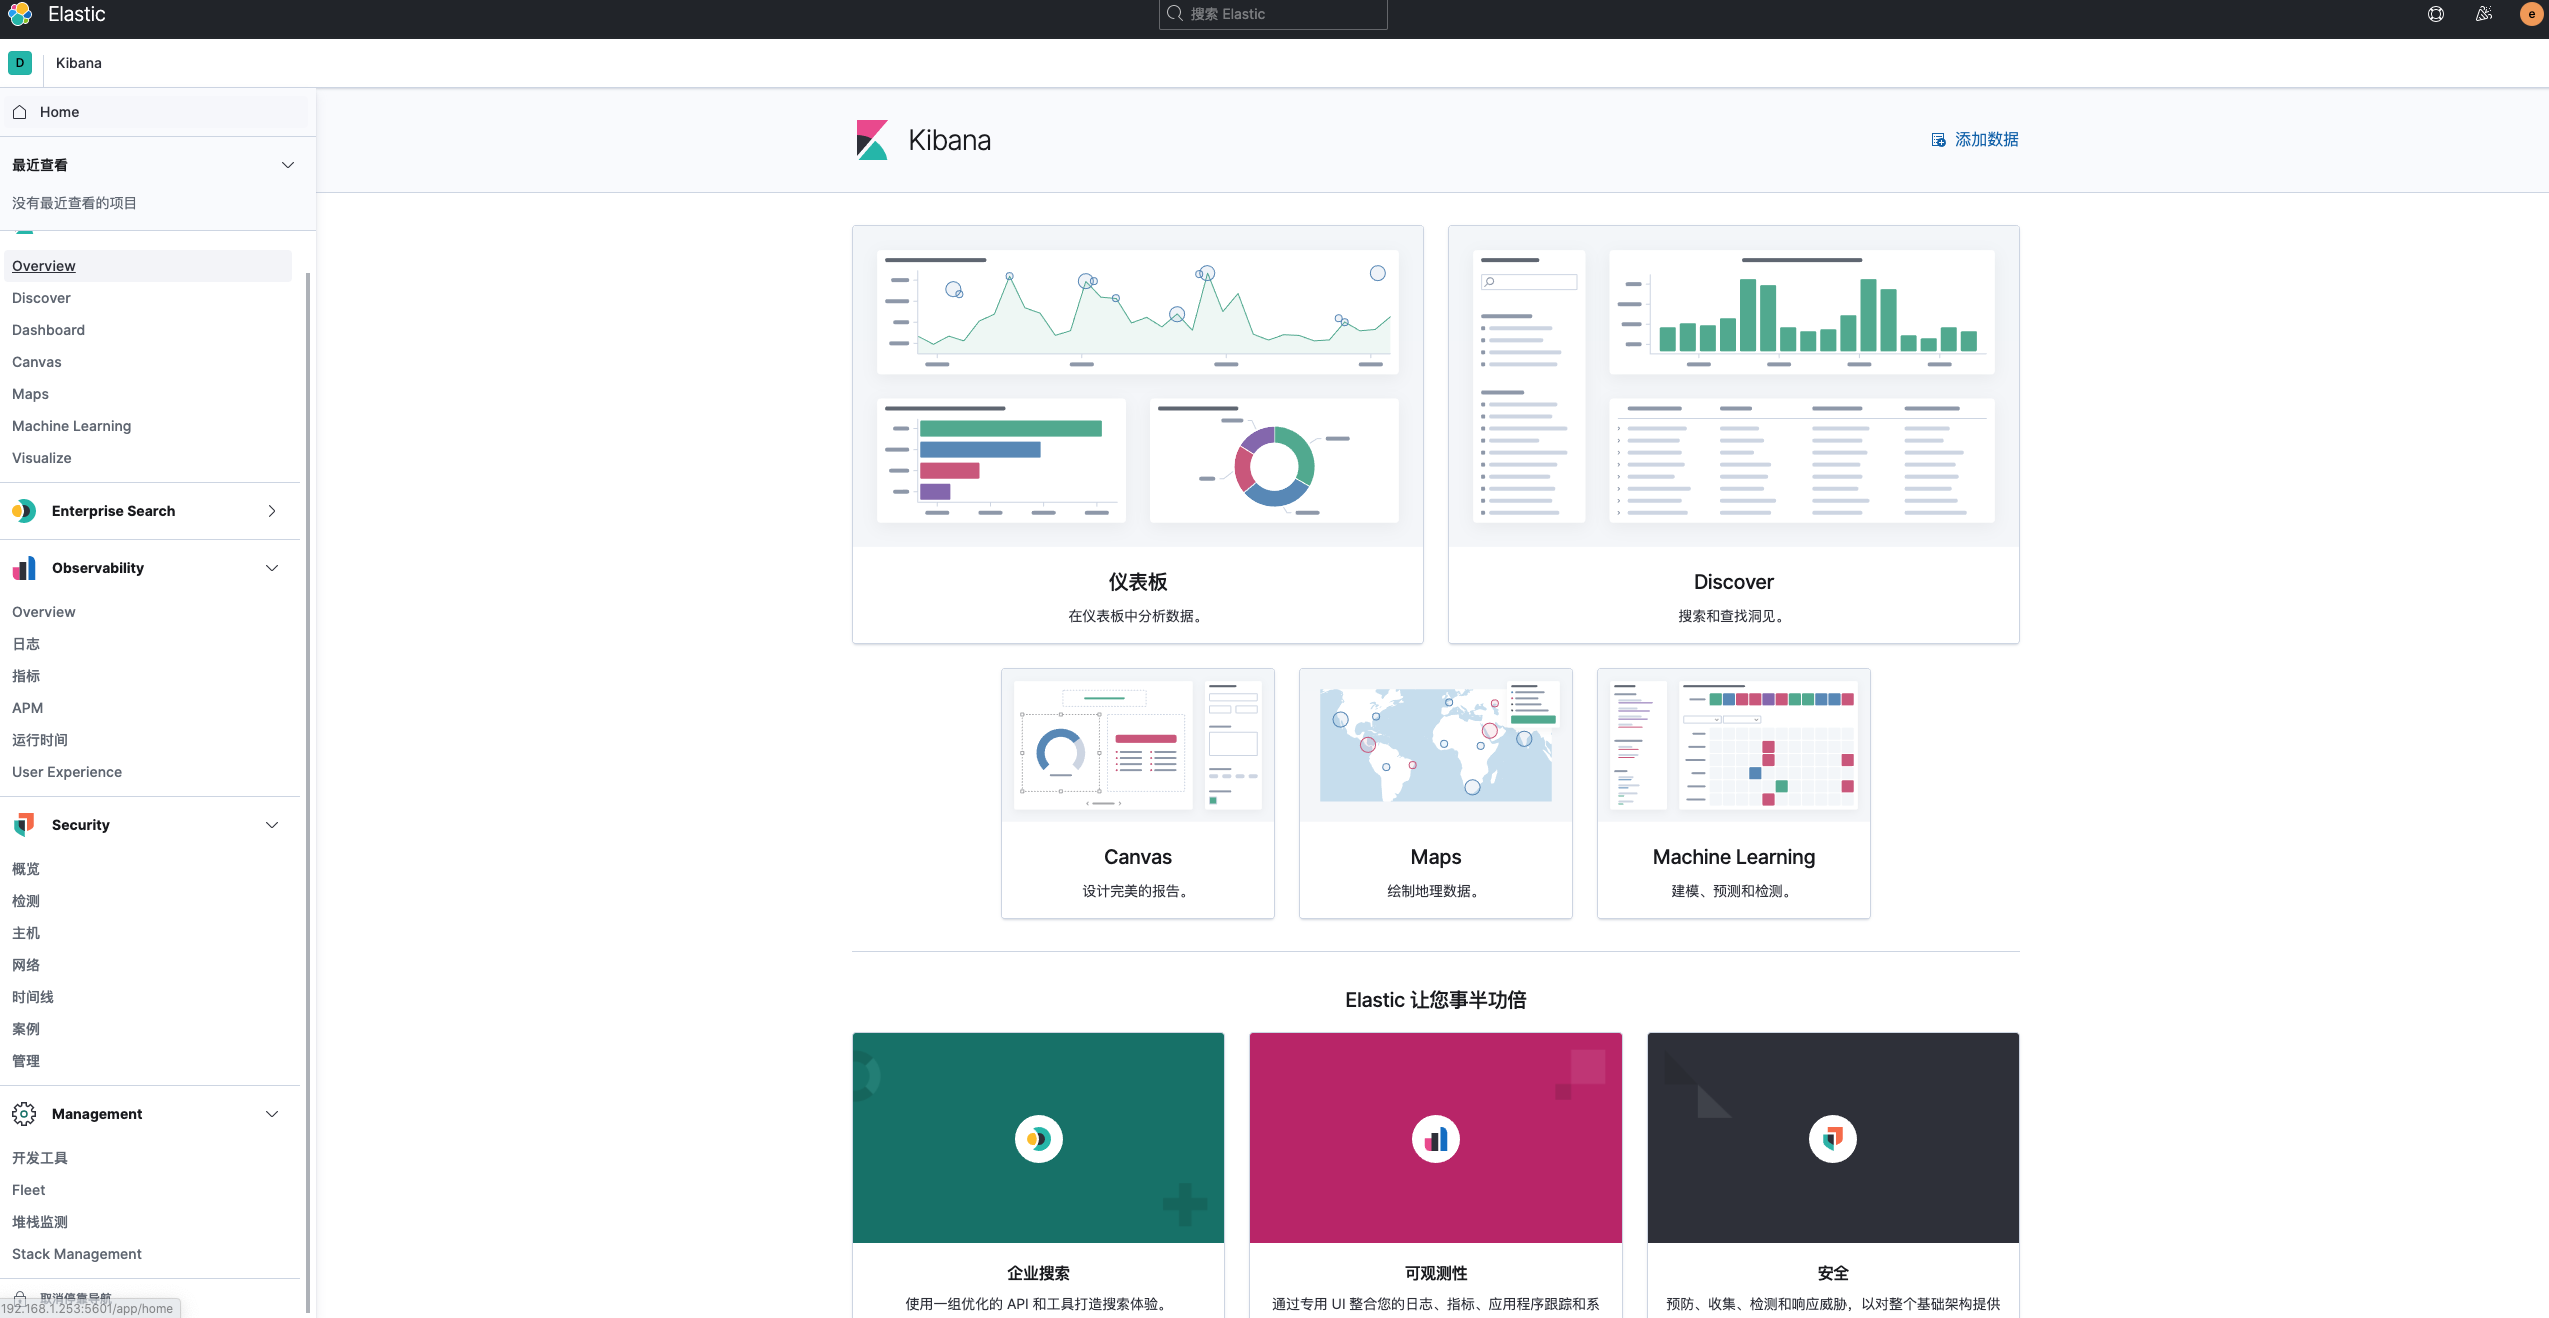 Elastic
搜索 Elastic
e
D
Kibana
Home
最近查看
没有最近查看的项目
Overview
Discover
Dashboard
Canvas
Maps
Machine Learning
Visualize
Enterprise Search
Observability
Overview
日志
指标
APM
运行时间
User Experience
Security
概览
检测
主机
网络
时间线
案例
管理
Management
开发工具
Fleet
堆栈监测
Stack Management
取消停靠导航
192.168.1.253:5601/app/home
Kibana
添加数据
仪表板
在仪表板中分析数据。
Discover
搜索和查找洞见。
Canvas
设计完美的报告。
Maps
绘制地理数据。
Machine Learning
建模、预测和检测。
Elastic 让您事半功倍
企业搜索
使用一组优化的 API 和工具打造搜索体验。
可观测性
通过专用 UI 整合您的日志、指标、应用程序跟踪和系
安全
预防、收集、检测和响应威胁，以对整个基础架构提供